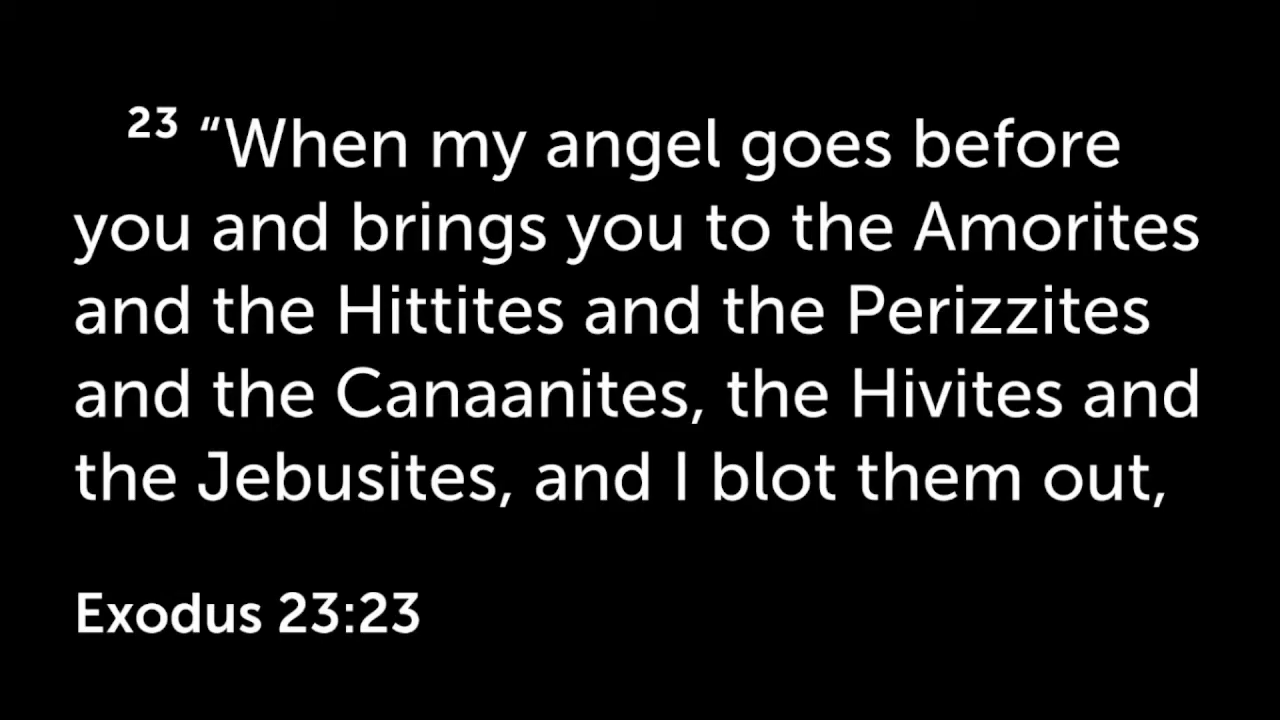 23 “When my angel goes before
you and brings you to the Amorites
and the Hittites and the Perizzites
and the Canaanites, the Hivites and
the Jebusites, and I blot them out,
Exodus 23:23